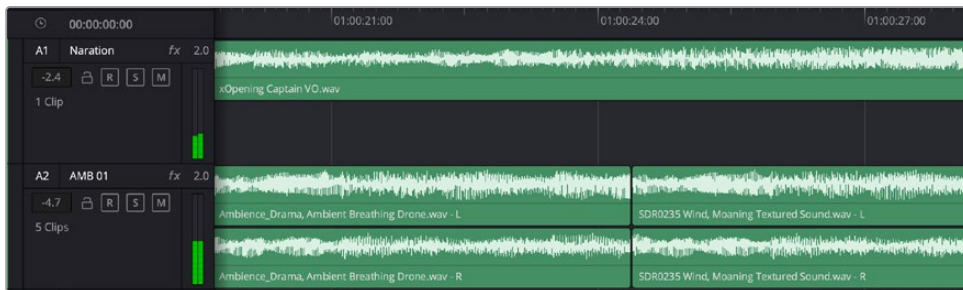 00:00:00:00
01:00:21:00
01:00:24:00
01:00:27:00
A1 Naration fx 2.0
-2.4 R S M
1 Clip
xOpening Captain VO.wav
A2 AMB 01 fx 2.0
-4.7 R S M
5 Clips
Ambience_Drama, Ambient Breathing Drone.wav - L
SDR0235 Wind, Moaning Textured Sound.wav - L
Ambience_Drama, Ambient Breathing Drone.wav - R
SDR0235 Wind, Moaning Textured Sound.wav - R